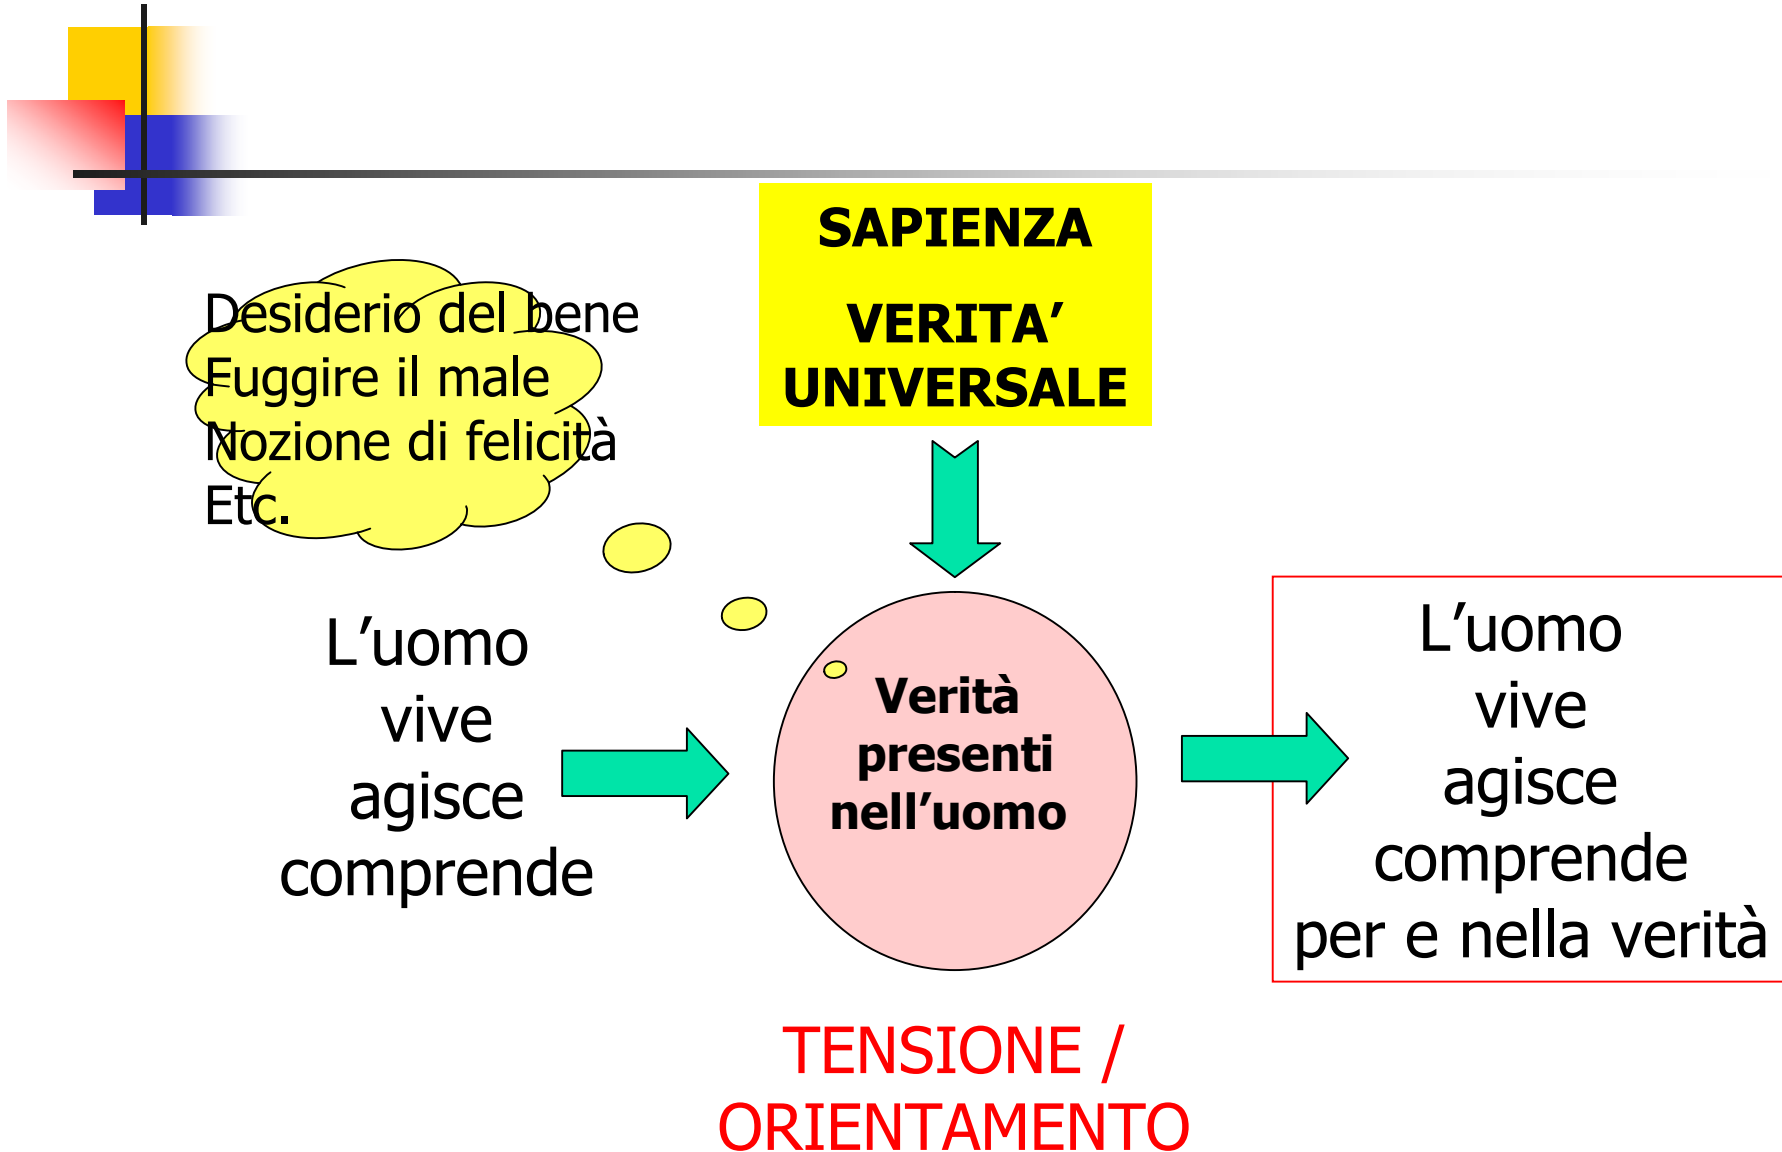 SAPIENZA
VERITA’
UNIVERSALE
Desiderio del bene
Fuggire il male
Nozione di felicità
Etc.
L’uomo
vive
agisce
comprende
Verità
presenti
nell’uomo
L’uomo
vive
agisce
comprende
per e nella verità
TENSIONE /
ORIENTAMENTO